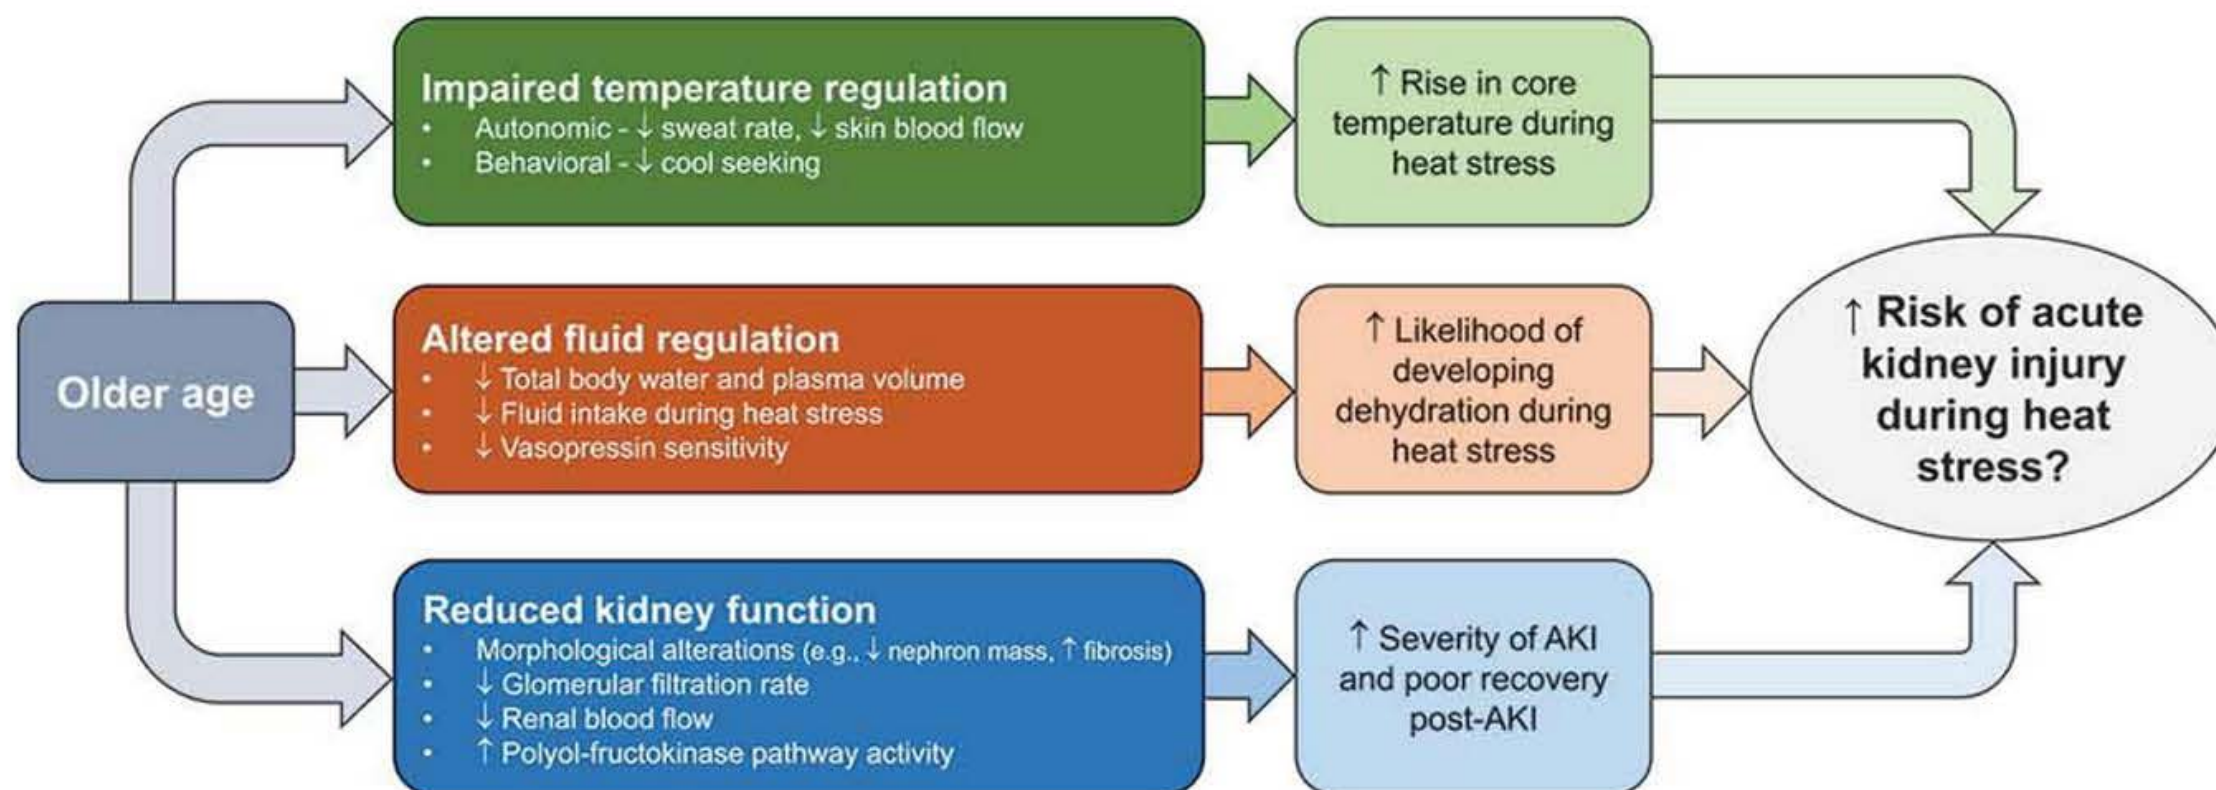 Older age
Impaired temperature regulation
• Autonomic - ↓ sweat rate, ↓ skin blood flow
• Behavioral - ↓ cool seeking
↑ Rise in core
temperature during
heat stress
Altered fluid regulation
• ↓ Total body water and plasma volume
• ↓ Fluid intake during heat stress
• ↓ Vasopressin sensitivity
↑ Likelihood of
developing
dehydration during
heat stress
Reduced kidney function
• Morphological alterations (e.g., ↓ nephron mass, ↑ fibrosis)
• ↓ Glomerular filtration rate
• ↓ Renal blood flow
• ↑ Polyol-fructokinase pathway activity
↑ Severity of AKI
and poor recovery
post-AKI
↑ Risk of acute
kidney injury
during heat
stress?